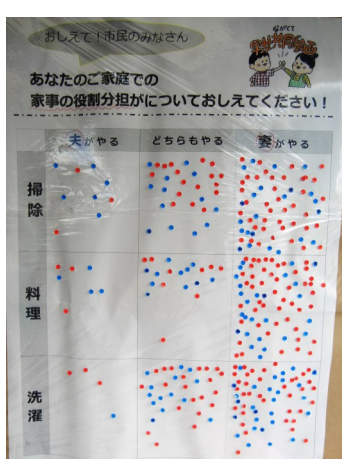 おしえて！市民のみなさん
あなたのご家庭での
家事の役割分担がについておしえてください！
夫がやる どちらもやる 妻がやる
掃除
料理
洗濯